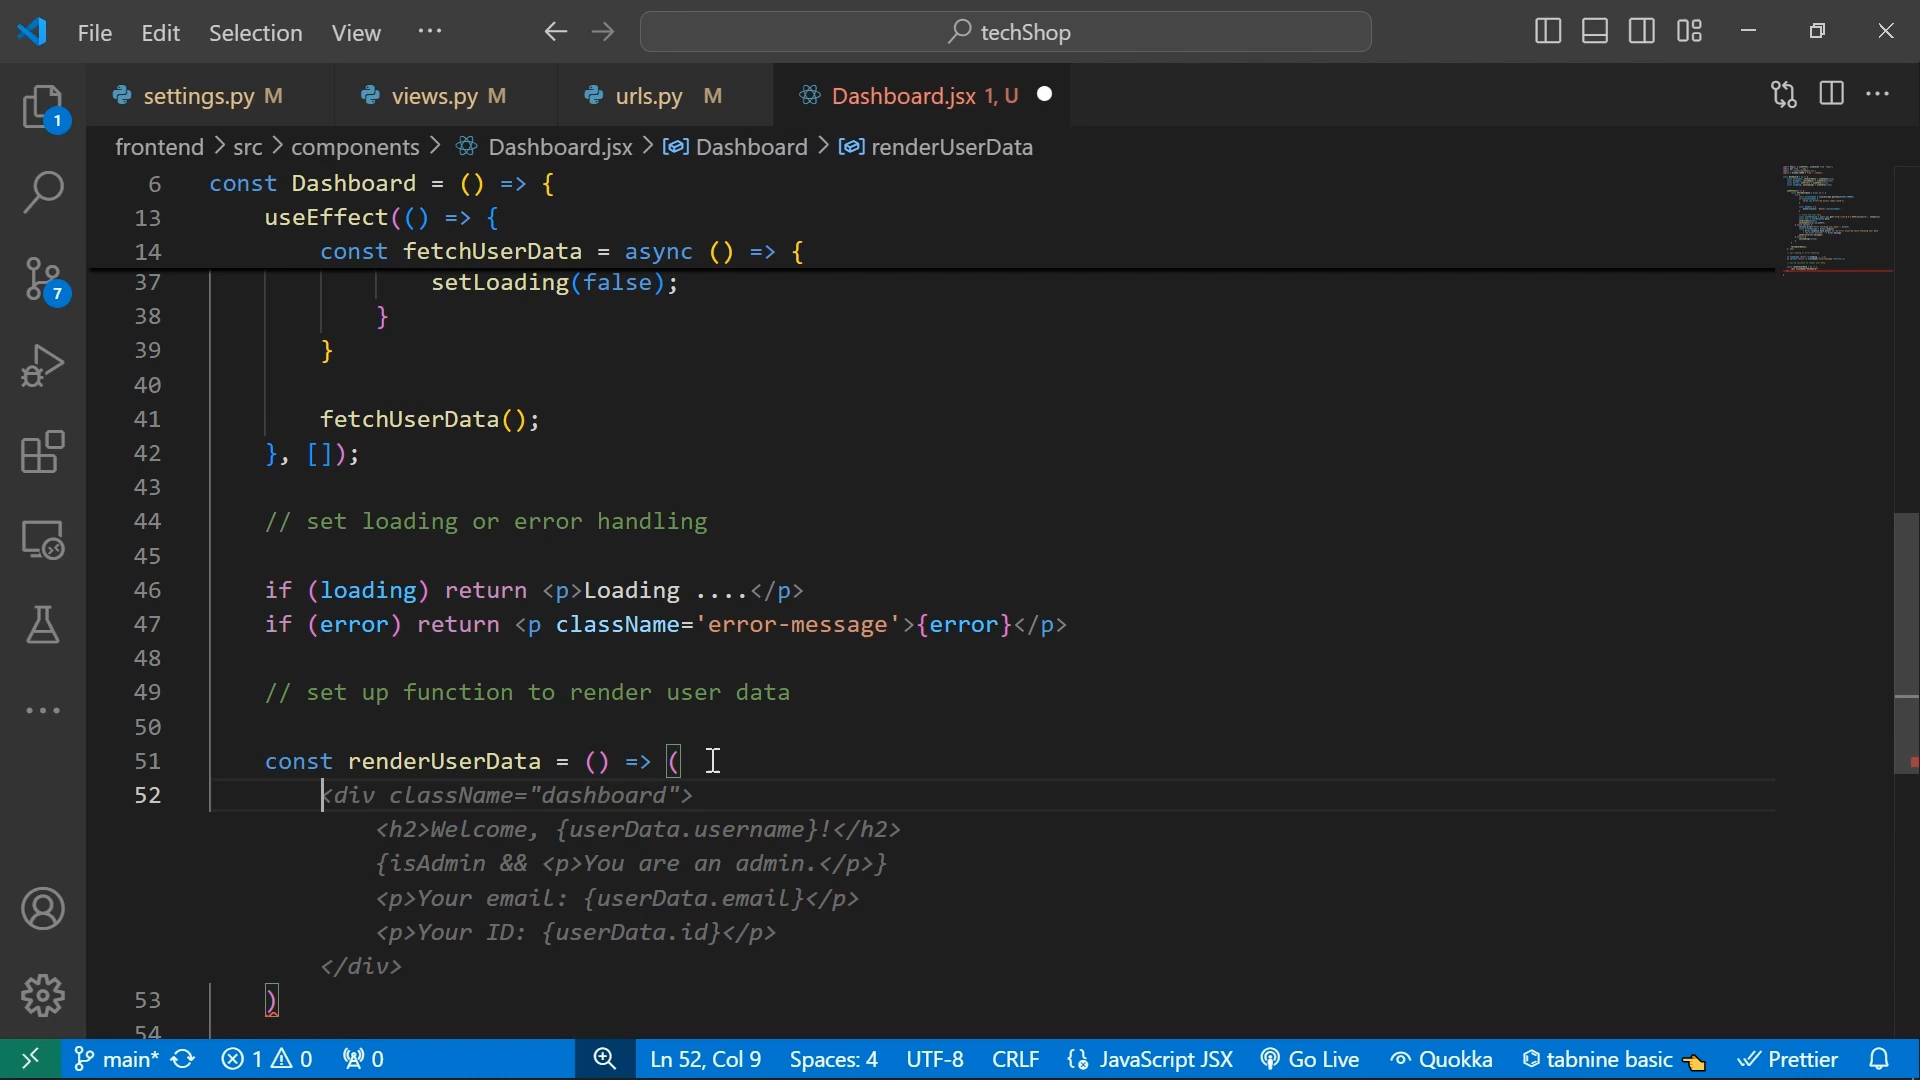 File Edit Selection View ··· techShop
1
settings.py M views.py M urls.py M Dashboard.jsx 1, U
frontend > src > components > Dashboard.jsx > Dashboard > renderUserData
6 const Dashboard = () => {
13 useEffect(() => {
14 const fetchUserData = async () => {
37 setLoading(false);
7
38 }
39 }
40
41 fetchUserData();
42 }, []);
43
44 // set loading or error handling
45
46 if (loading) return <p>Loading ....</p>
47 if (error) return <p className='error-message'>{error}</p>
48
49 // set up function to render user data
50
51 const renderUserData = () => (
52 <div className="dashboard">
<h2>Welcome, {userData.username}!</h2>
{isAdmin && <p>You are an admin.</p>}
<p>Your email: {userData.email}</p>
<p>Your ID: {userData.id}</p>
</div>
53 )
54
main* 1 0 0 Ln 52, Col 9 Spaces: 4 UTF-8 CRLF JavaScript JSX Go Live Quokka tabnine basic Prettier